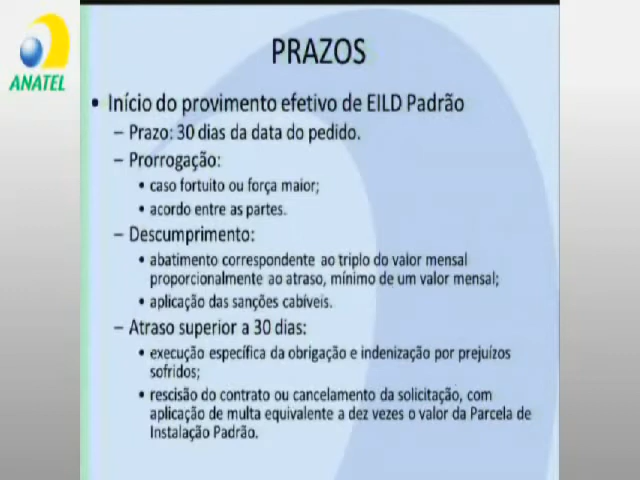 ANATEL
PRAZOS
• Início do provimento efetivo de EILD Padrão
– Prazo: 30 dias da data do pedido.
– Prorrogação:
• caso fortuito ou força maior;
• acordo entre as partes.
– Descumprimento:
• abatimento correspondente ao triplo do valor mensal
proporcionalmente ao atraso, mínimo de um valor mensal;
• aplicação das sanções cabíveis.
– Atraso superior a 30 dias:
• execução específica da obrigação e indenização por prejuízos
sofridos;
• rescisão do contrato ou cancelamento da solicitação, com
aplicação de multa equivalente a dez vezes o valor da Parcela de
Instalação Padrão.